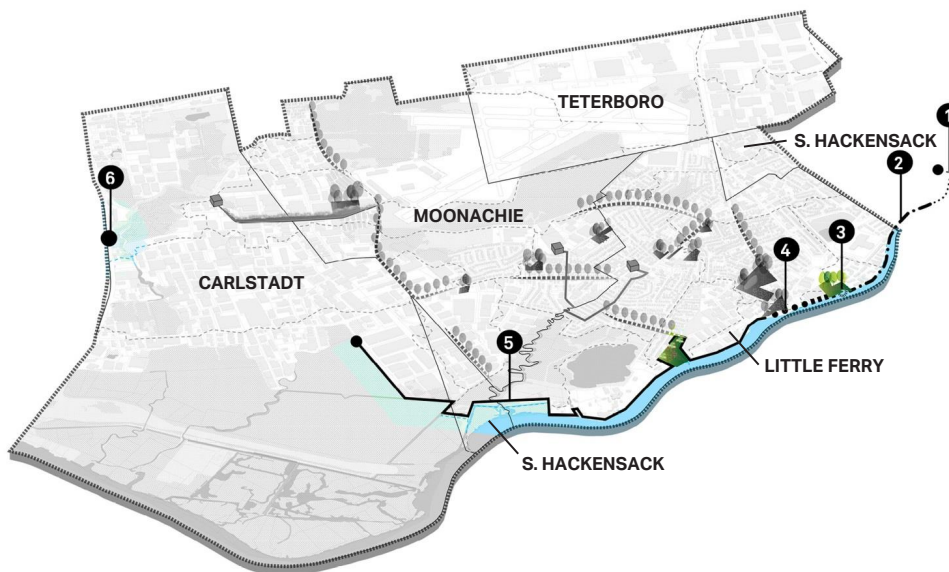 TETERBORO
1
S. HACKENSACK
2
6
MOONACHIE
3
4
CARLSTADT
5
LITTLE FERRY
S. HACKENSACK